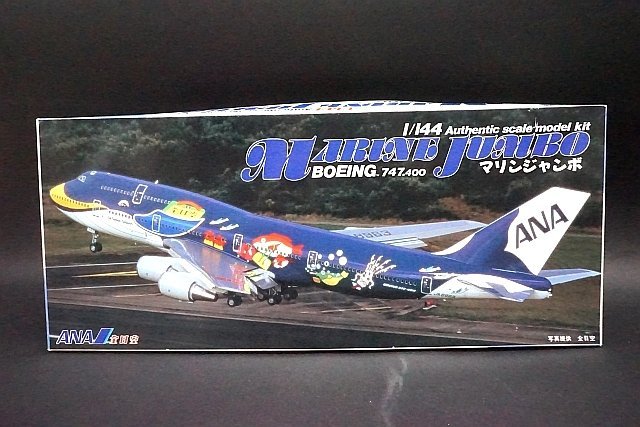 1/144 Authentic scale model kit
MARINE JUMBO
BOEING 747.400
マリンジャンボ
ANA
ANA 全日空
写真提供 全日空